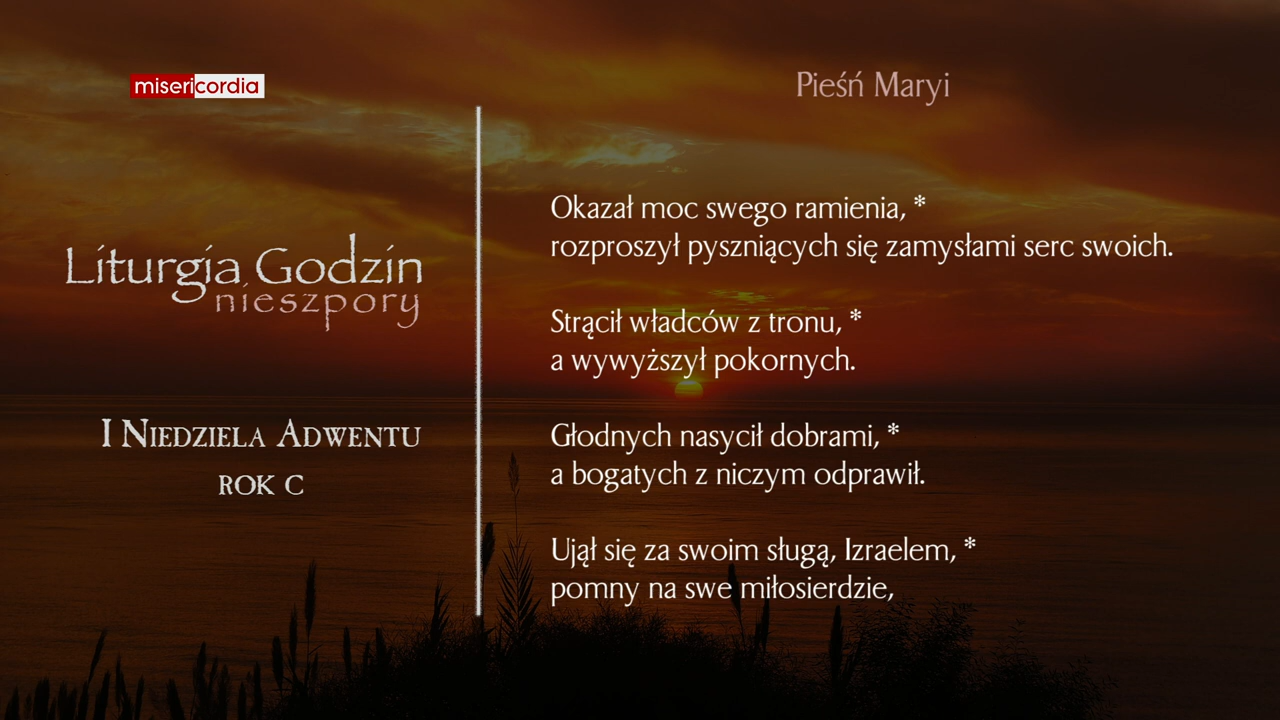 misericordia
Liturgia Godzin
nieszpory
I Niedziela Adwentu
rok C
Pieśń Maryi
Okazał moc swego ramienia, *
rozproszył pyszniących się zamysłami serc swoich.
Strącił władców z tronu, *
a wywyższył pokornych.
Głodnych nasycił dobrami, *
a bogatych z niczym odprawił.
Ujął się za swoim sługą, Izraelem, *
pomny na swe miłosierdzie,